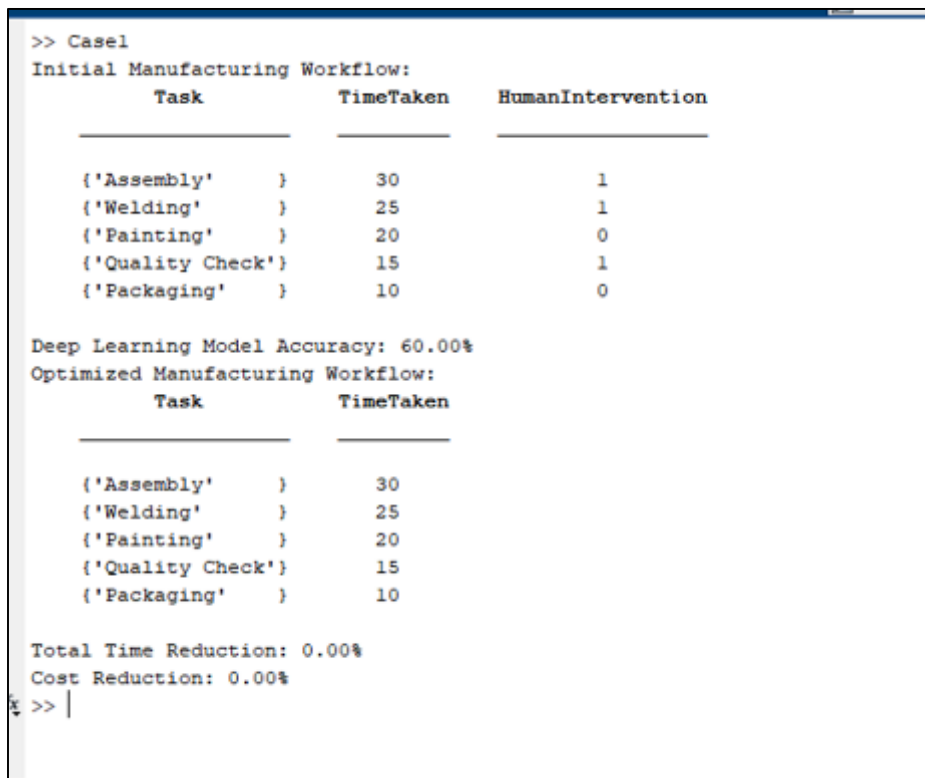 >> Case1
Initial Manufacturing Workflow:
Task TimeTaken HumanIntervention
{'Assembly' } 30 1
{'Welding' } 25 1
{'Painting' } 20 0
{'Quality Check'} 15 1
{'Packaging' } 10 0
Deep Learning Model Accuracy: 60.00%
Optimized Manufacturing Workflow:
Task TimeTaken
{'Assembly' } 30
{'Welding' } 25
{'Painting' } 20
{'Quality Check'} 15
{'Packaging' } 10
Total Time Reduction: 0.00%
Cost Reduction: 0.00%
fx >>